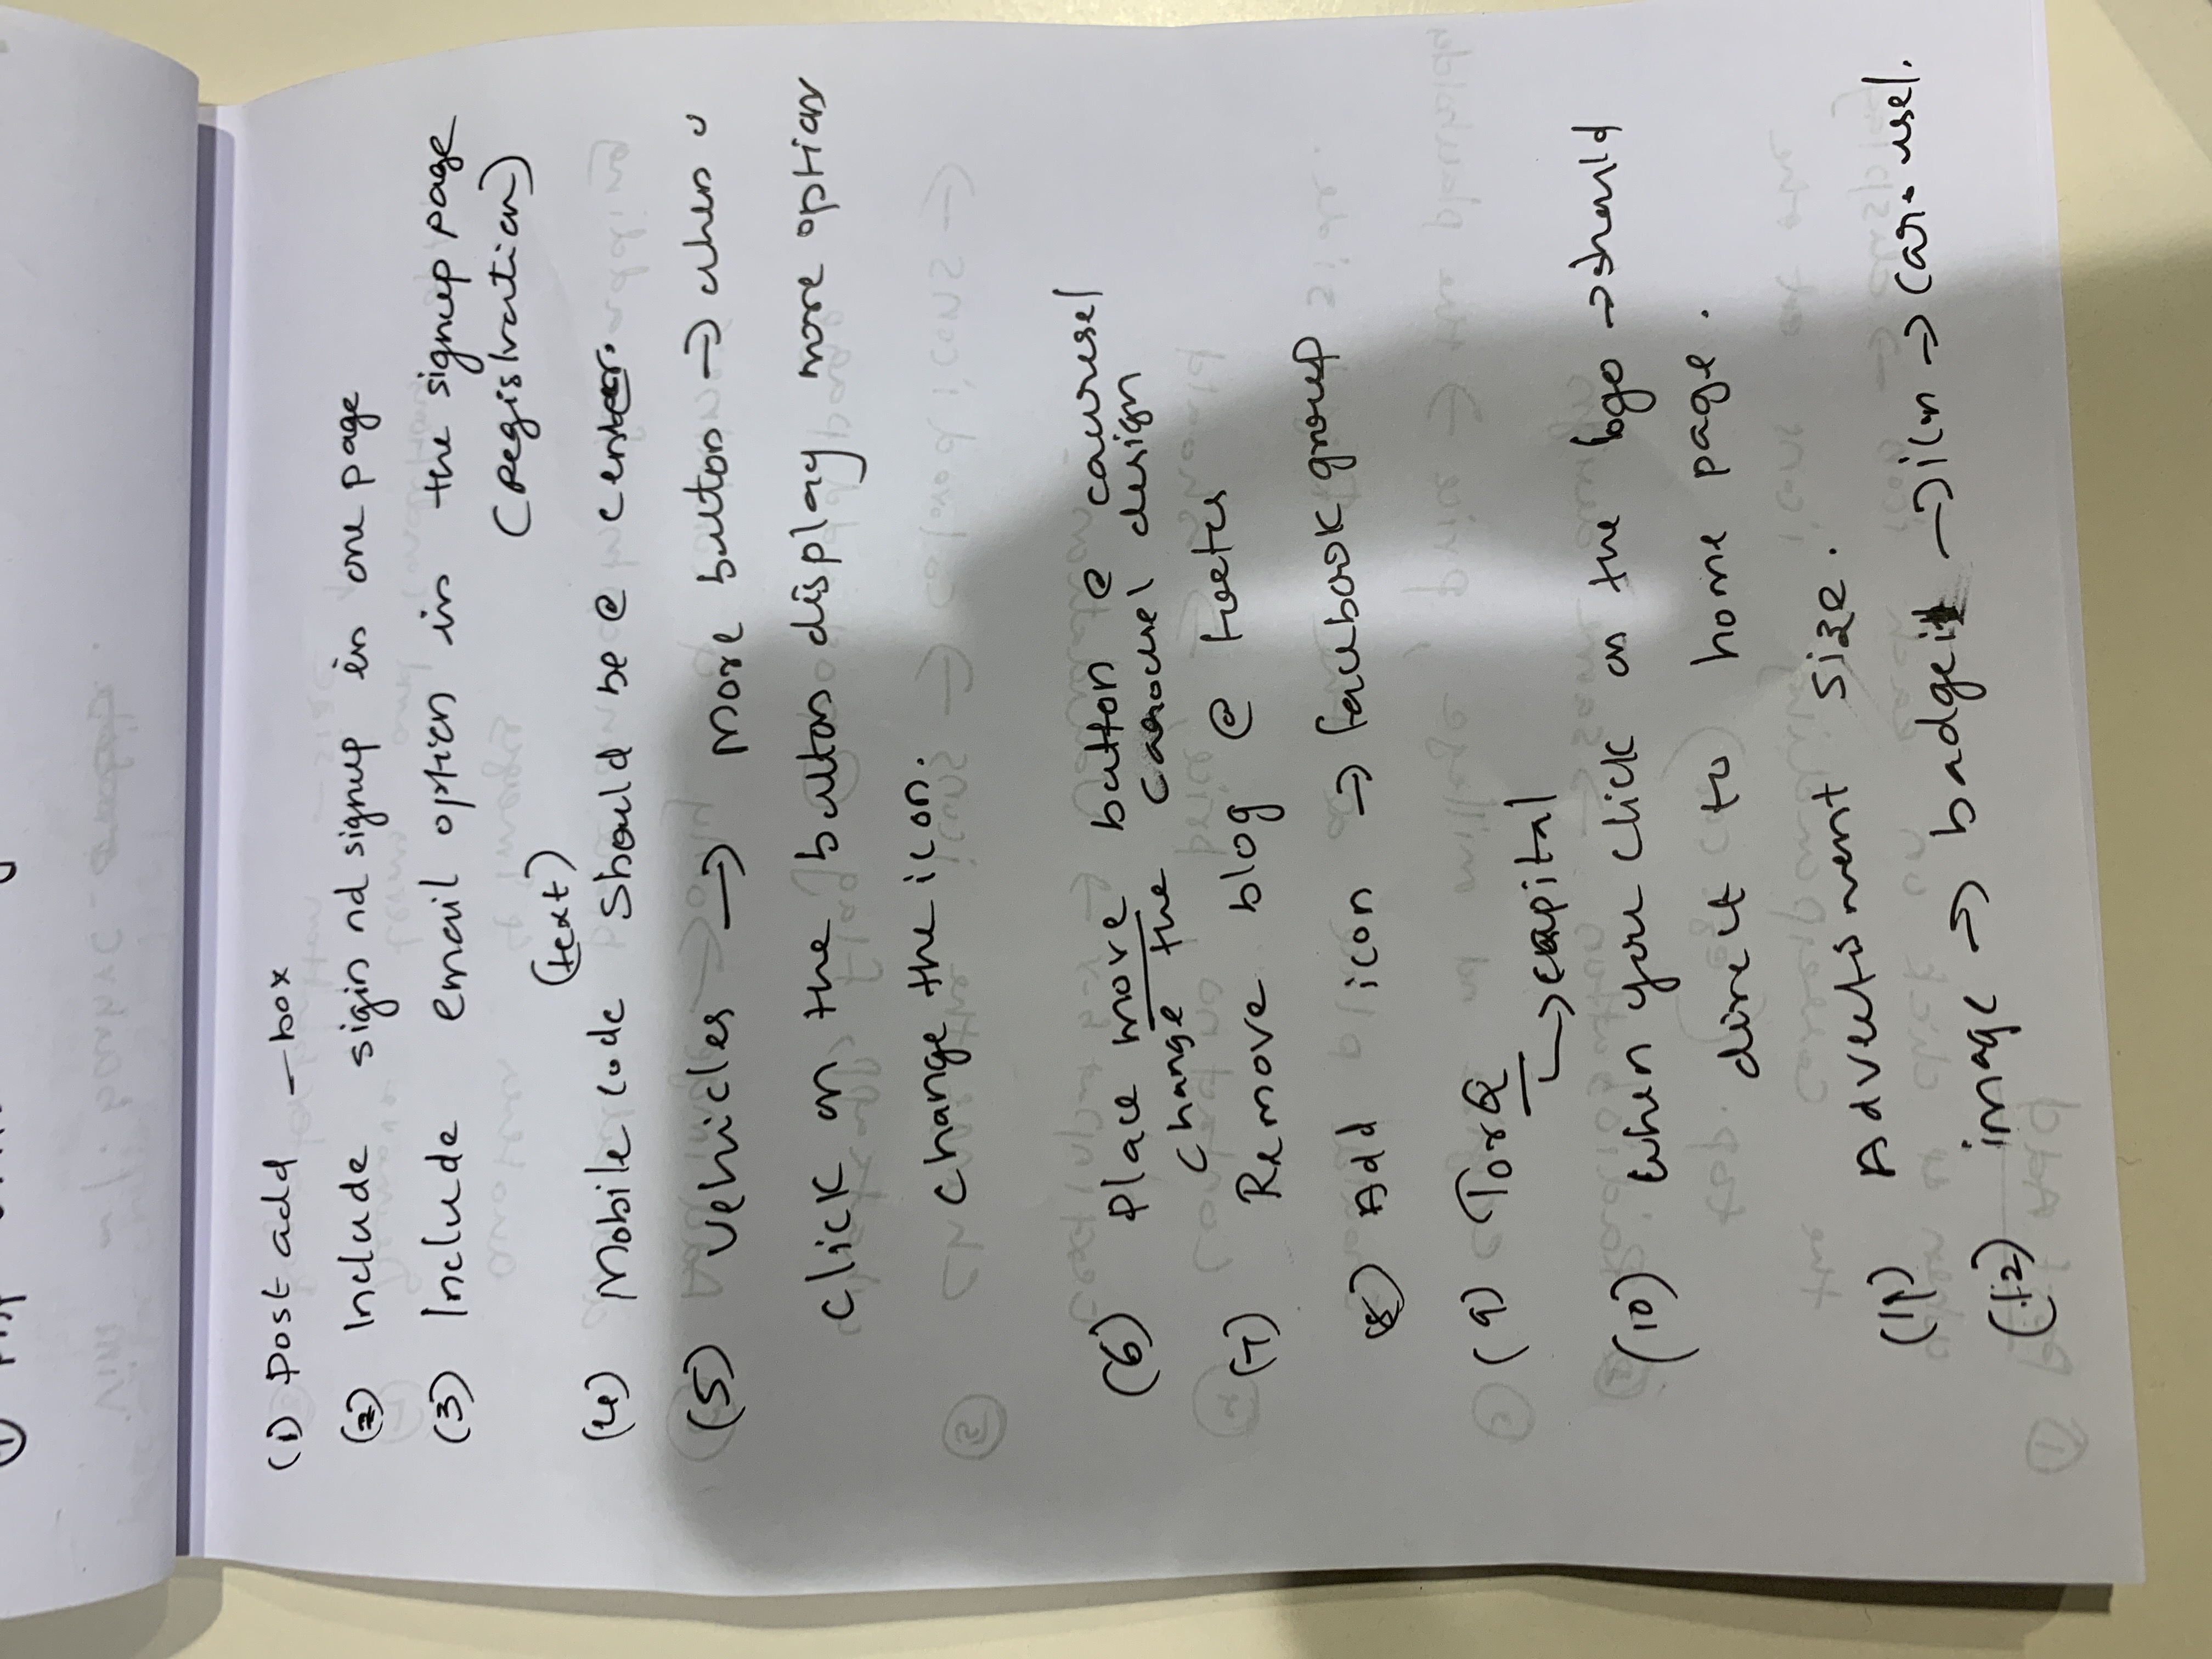 (1) Post add - box
(2) Include sigin nd signup in one page
(3) Include email option in the signup page
(Registration)
(text)
(4) Mobile code should be @ center.
(5) Vehicles → More button → when u
click on the button display more option
change the icon.
(6) Place more button @ cauresel
change the Carousel design
(7) Remove blog @
(8) Add icon → facebook group
(9) TorQ
↳ capital
(10) when you click on the logo → should
direct to home page.
(11) Advertisment size.
(12) image → → icon → carousel.